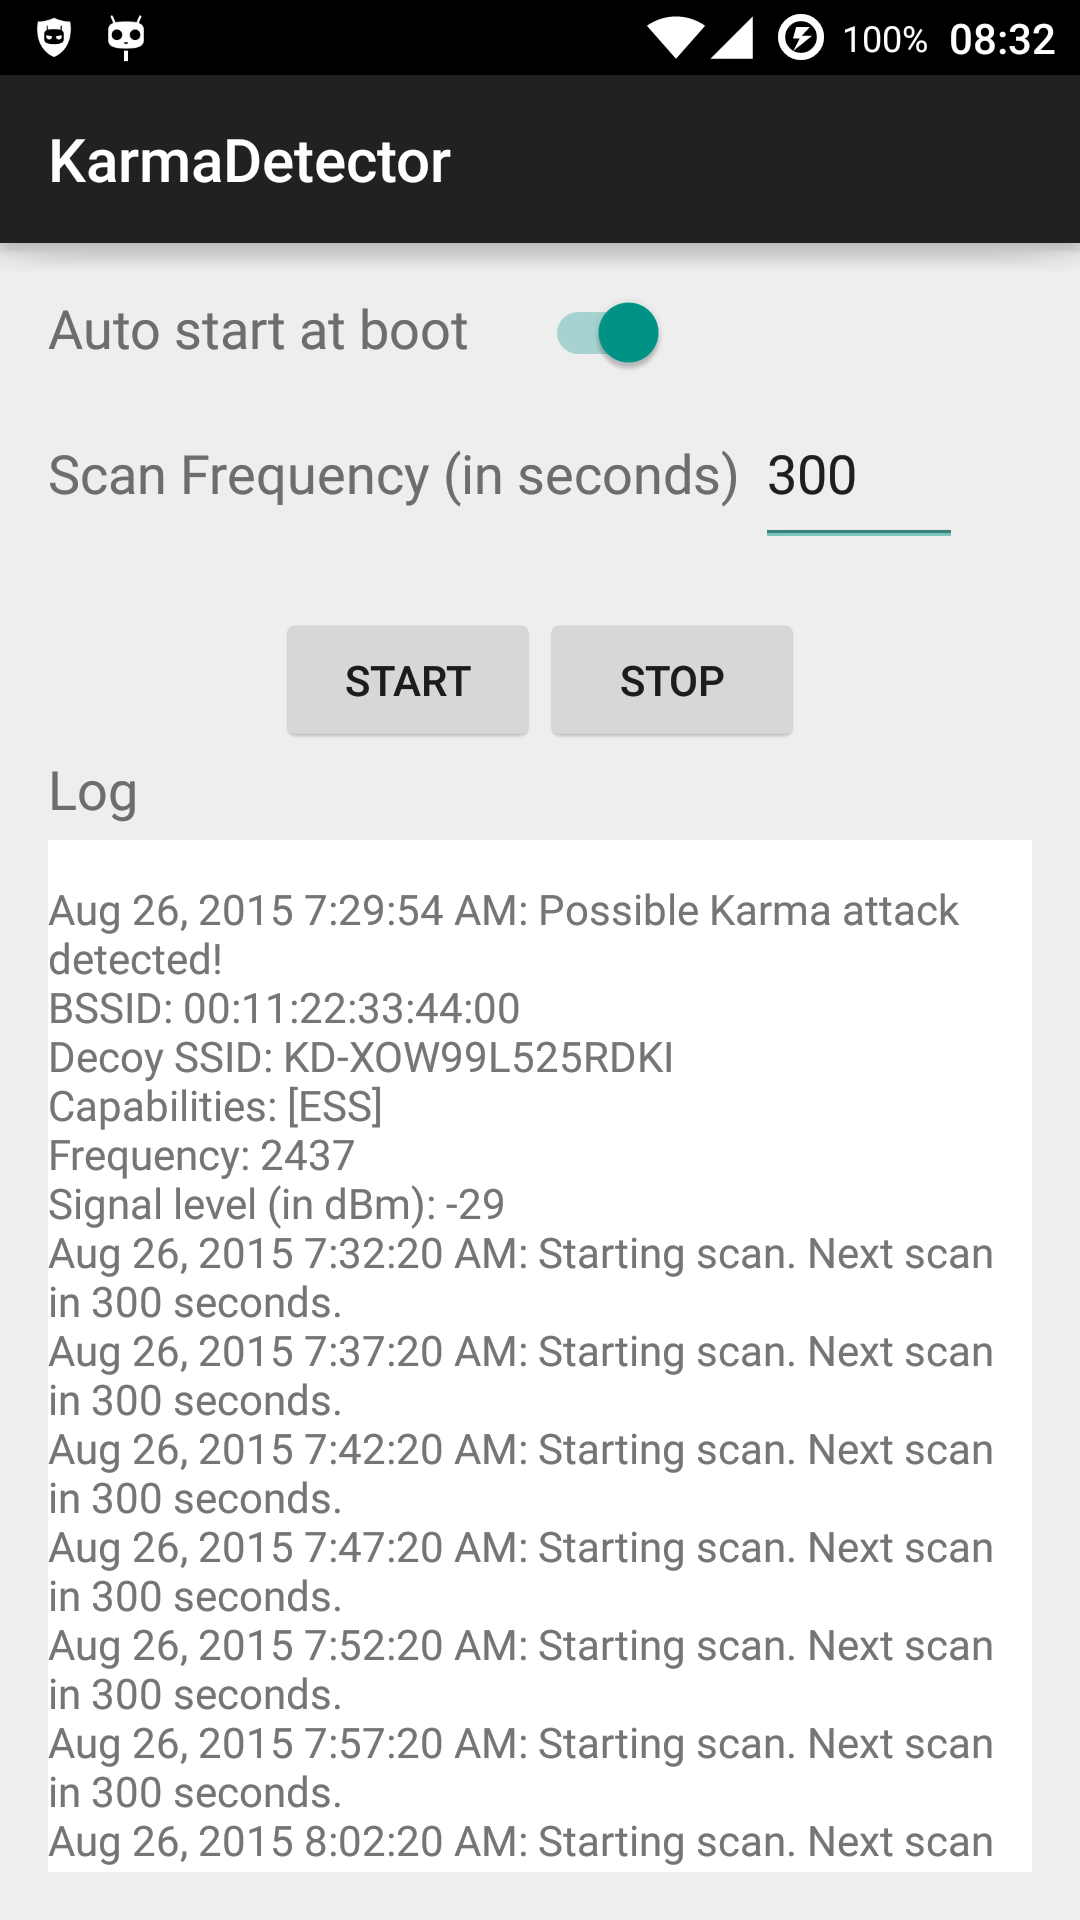 100% 08:32
KarmaDetector
Auto start at boot
Scan Frequency (in seconds) 300
START STOP
Log
Aug 26, 2015 7:29:54 AM: Possible Karma attack
detected!
BSSID: 00:11:22:33:44:00
Decoy SSID: KD-XOW99L525RDKI
Capabilities: [ESS]
Frequency: 2437
Signal level (in dBm): -29
Aug 26, 2015 7:32:20 AM: Starting scan. Next scan
in 300 seconds.
Aug 26, 2015 7:37:20 AM: Starting scan. Next scan
in 300 seconds.
Aug 26, 2015 7:42:20 AM: Starting scan. Next scan
in 300 seconds.
Aug 26, 2015 7:47:20 AM: Starting scan. Next scan
in 300 seconds.
Aug 26, 2015 7:52:20 AM: Starting scan. Next scan
in 300 seconds.
Aug 26, 2015 7:57:20 AM: Starting scan. Next scan
in 300 seconds.
Aug 26, 2015 8:02:20 AM: Starting scan. Next scan